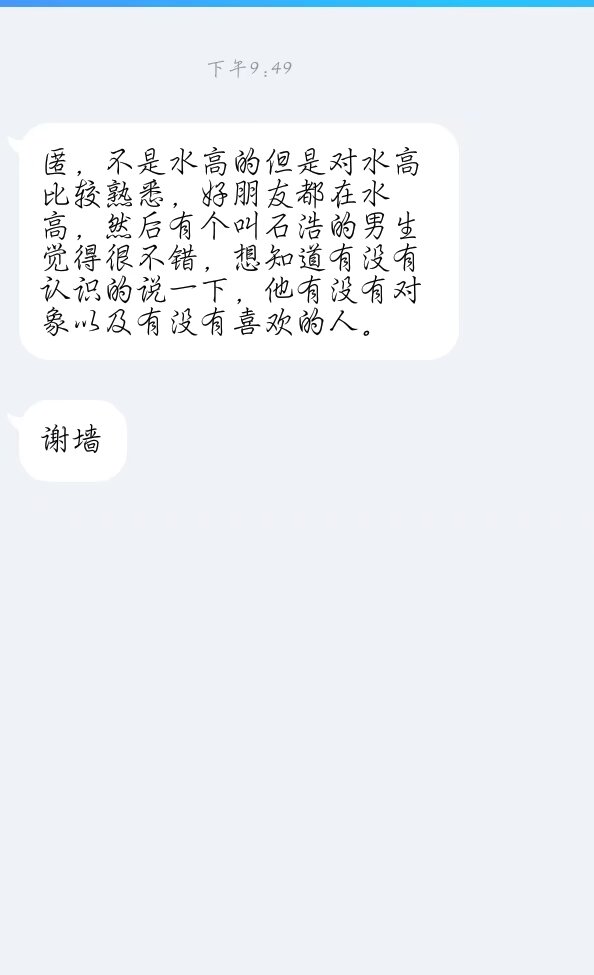 下午9:49
匿，不是水高的但是对水高
比较熟悉，好朋友都在水
高，然后有个叫石浩的男生
觉得很不错，想知道有没有
认识的说一下，他有没有对
象以及有没有喜欢的人。
谢墙